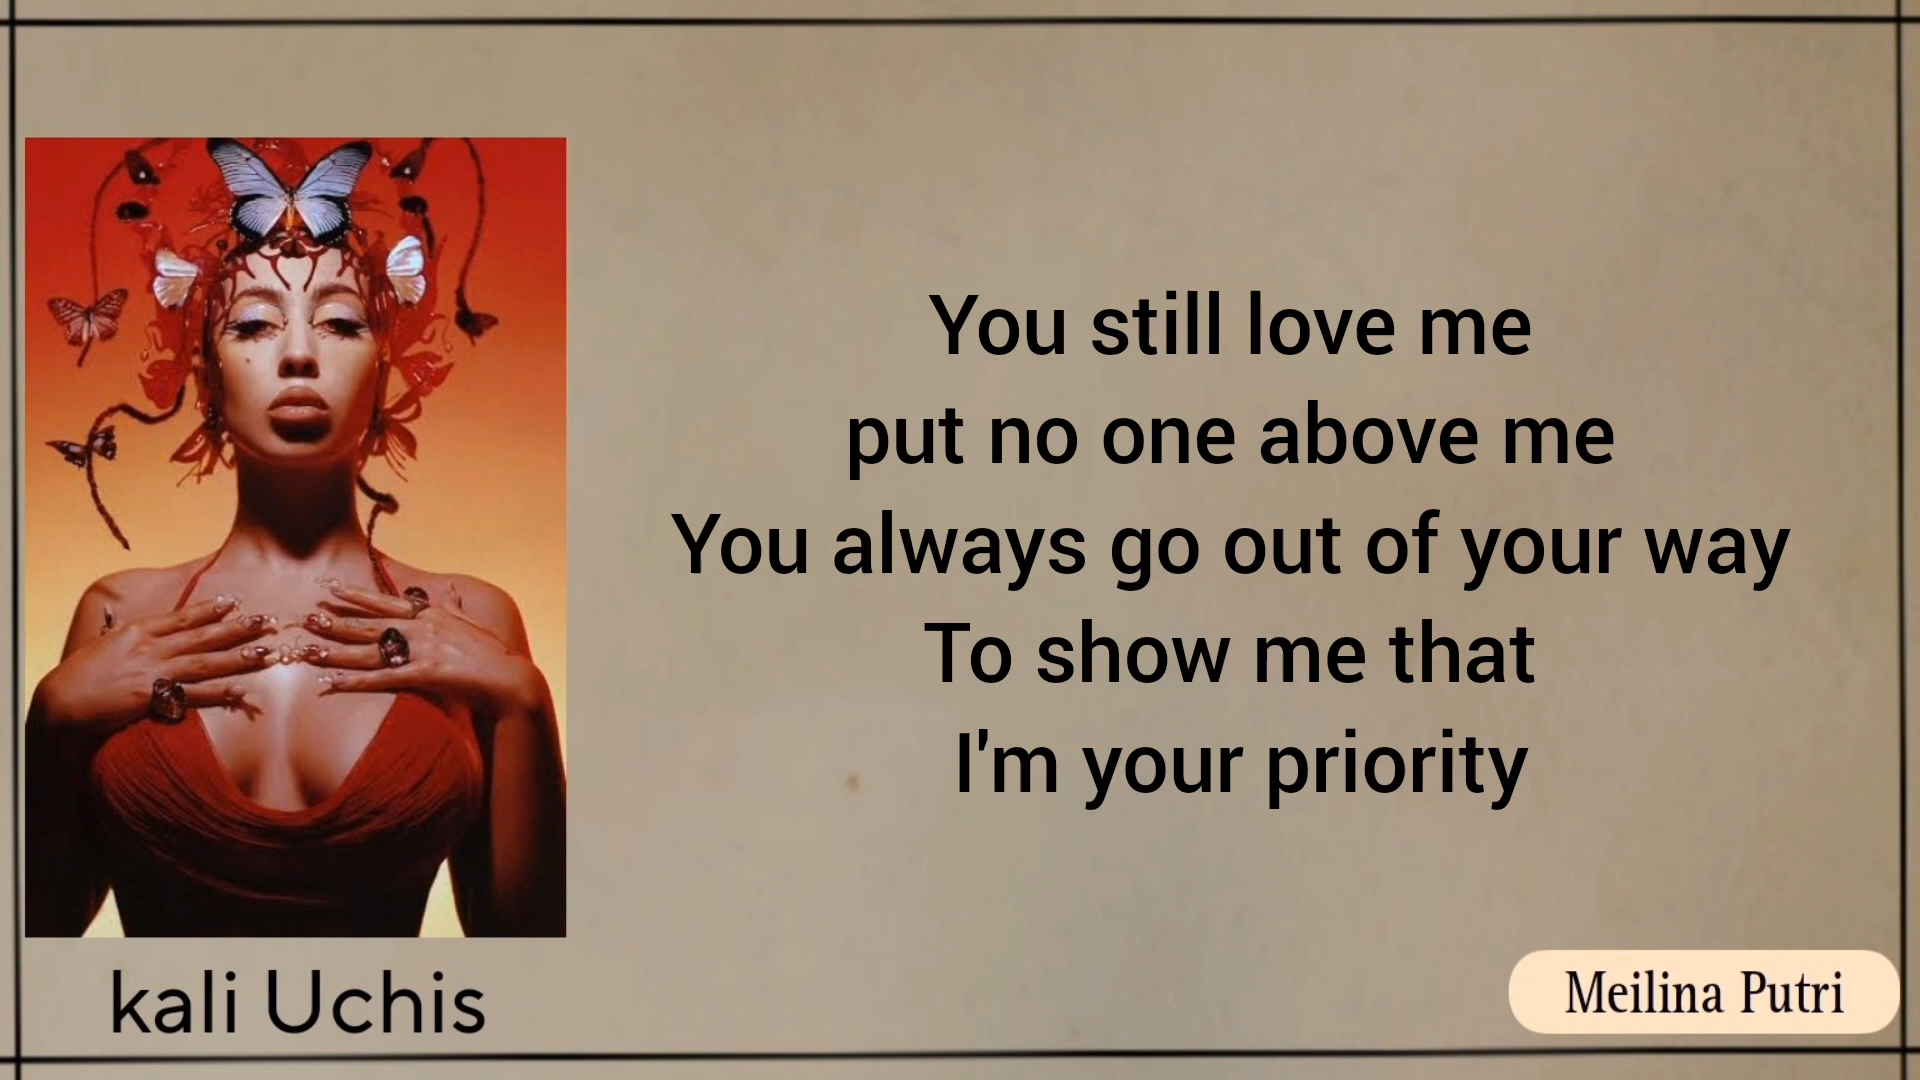 You still love me
put no one above me
You always go out of your way
To show me that
I'm your priority
kali Uchis
Meilina Putri